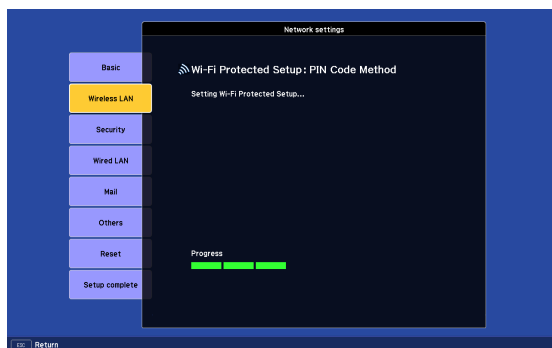 Network settings
Basic
Wireless LAN
Security
Wired LAN
Mail
Others
Reset
Setup complete
Wi-Fi Protected Setup: PIN Code Method
Setting Wi-Fi Protected Setup...
Progress
ESC Return